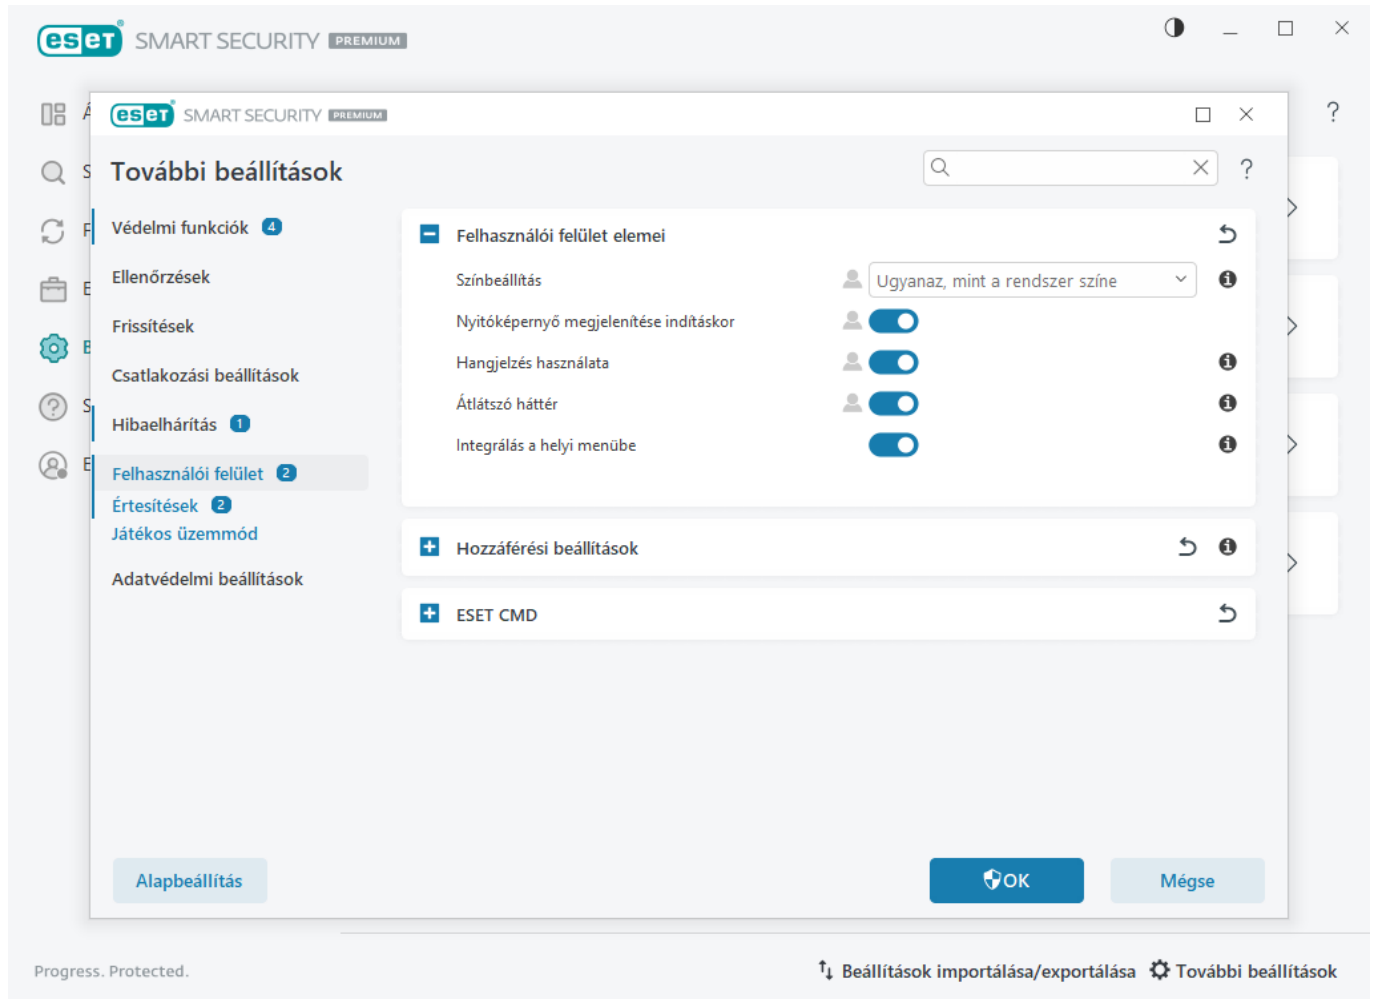 eset SMART SECURITY PREMIUM
eset SMART SECURITY PREMIUM
További beállítások
?
?
Védelmi funkciók 4
Ellenőrzések
Frissítések
Csatlakozási beállítások
Hibaelhárítás 1
Felhasználói felület 2
Értesítések 2
Játékos üzemmód
Adatvédelmi beállítások
Felhasználói felület elemei
Színbeállítás
Ugyanaz, mint a rendszer színe
Nyitóképernyő megjelenítése indításkor
Hangjelzés használata
Átlátszó háttér
Integrálás a helyi menübe
Hozzáférési beállítások
ESET CMD
Alapbeállítás
OK
Mégse
Progress. Protected.
Beállítások importálása/exportálása
További beállítások